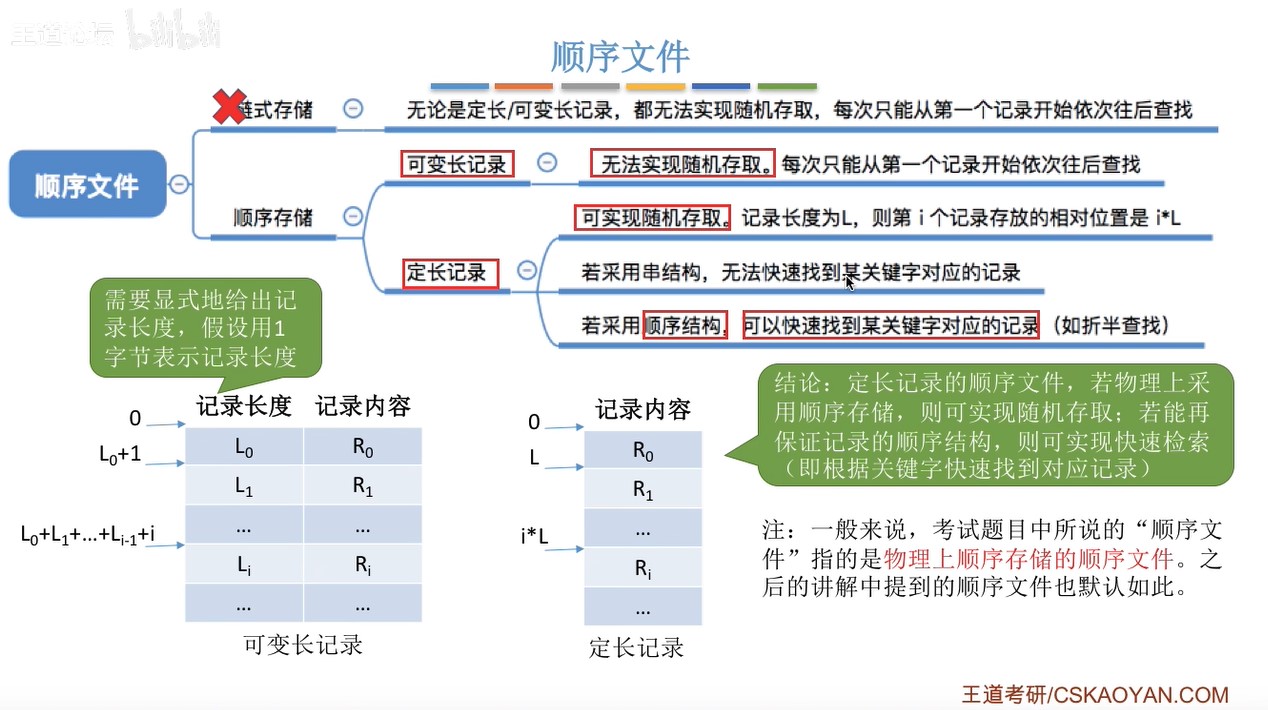 王道论坛 bilibili
顺序文件
链式存储
无论是定长/可变长记录，都无法实现随机存取，每次只能从第一个记录开始依次往后查找
顺序文件
可变长记录
无法实现随机存取。每次只能从第一个记录开始依次往后查找
顺序存储
可实现随机存取。记录长度为L，则第 i 个记录存放的相对位置是 i*L
定长记录
若采用串结构，无法快速找到某关键字对应的记录
若采用顺序结构，可以快速找到某关键字对应的记录（如折半查找）
需要显式地给出记
录长度，假设用1
字节表示记录长度
记录长度 记录内容
0
L0+1
L0+L1+...+Li-1+i
L0 R0
L1 R1
... ...
Li Ri
... ...
可变长记录
记录内容
0
L
i*L
R0
R1
...
Ri
...
定长记录
结论：定长记录的顺序文件，若物理上采
用顺序存储，则可实现随机存取；若能再
保证记录的顺序结构，则可实现快速检索
（即根据关键字快速找到对应记录）
注：一般来说，考试题目中所说的“顺序文
件”指的是物理上顺序存储的顺序文件。之
后的讲解中提到的顺序文件也默认如此。
王道考研/CSKAOYAN.COM